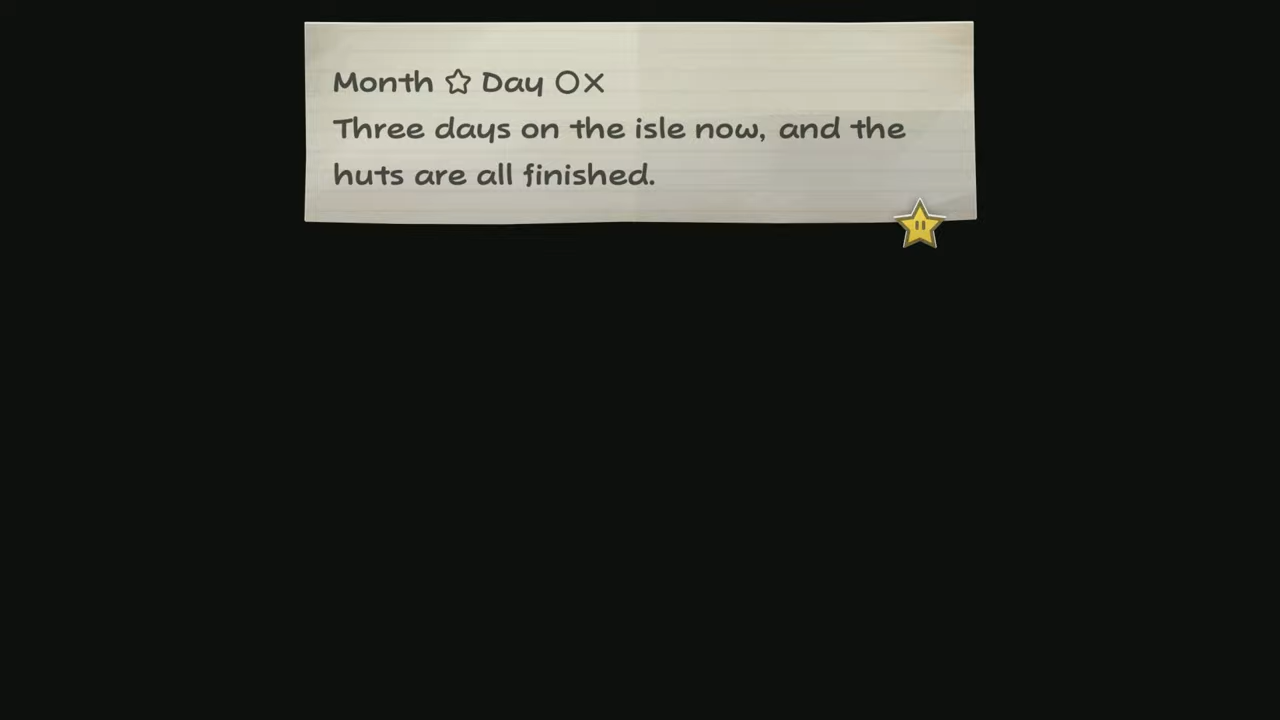 Month ☆ Day ○×
Three days on the isle now, and the
huts are all finished.